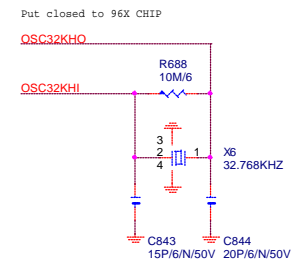 Put closed to 96X CHIP
OSC32KHO
R688
10M/6
OSC32KHI
3
2
1
4
X6
32.768KHZ
C843
15P/6/N/50V
C844
20P/6/N/50V